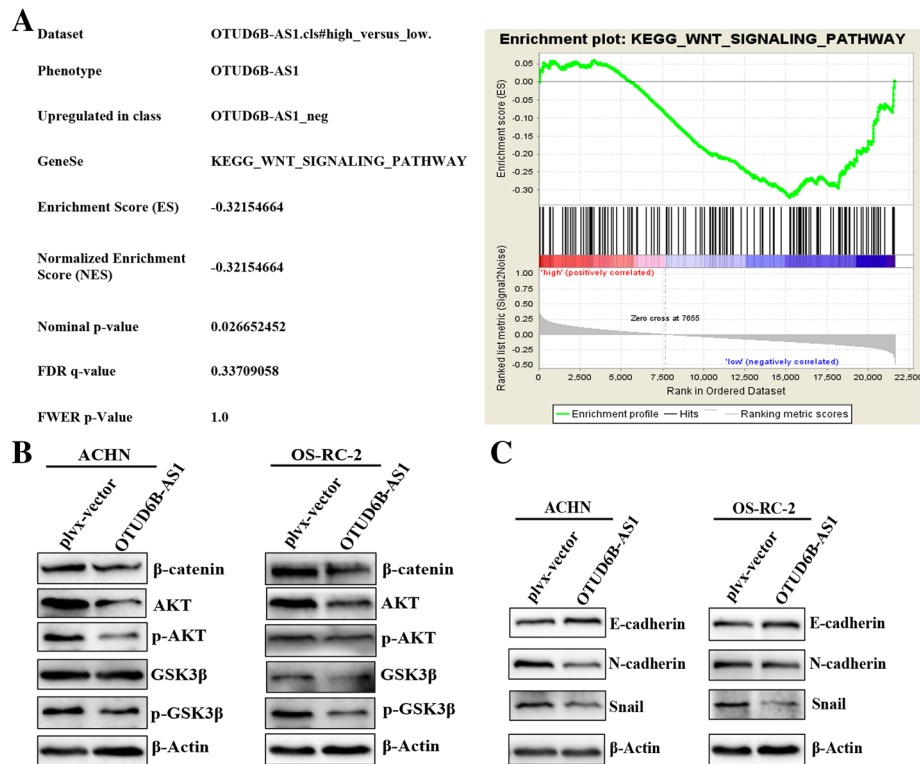 A
Dataset OTUD6B-AS1.cls#high_versus_low.
Phenotype OTUD6B-AS1
Upregulated in class OTUD6B-AS1_neg
GeneSe KEGG_WNT_SIGNALING_PATHWAY
Enrichment Score (ES) -0.32154664
Normalized Enrichment
Score (NES) -0.32154664
Nominal p-value 0.026652452
FDR q-value 0.33709058
FWER p-Value 1.0
Enrichment plot: KEGG_WNT_SIGNALING_PATHWAY
Enrichment score (ES)
0.05
0.00
-0.05
-0.10
-0.15
-0.20
-0.25
-0.30
Ranked list metric (Signal2Noise)
1.00
0.75
0.50
0.25
0.00
-0.25
-0.50
'high' (positively correlated)
Zero cross at 7655
'low' (negatively correlated)
0 2,500 5,000 7,500 10,000 12,500 15,000 17,500 20,000 22,500
Rank in Ordered Dataset
Enrichment profile Hits Ranking metric scores
B
ACHN OS-RC-2
plvx-vector OTUD6B-AS1 plvx-vector OTUD6B-AS1
β-catenin β-catenin
AKT AKT
p-AKT p-AKT
GSK3β GSK3β
p-GSK3β p-GSK3β
β-Actin β-Actin
C
ACHN OS-RC-2
plvx-vector OTUD6B-AS1 plvx-vector OTUD6B-AS1
E-cadherin E-cadherin
N-cadherin N-cadherin
Snail Snail
β-Actin β-Actin